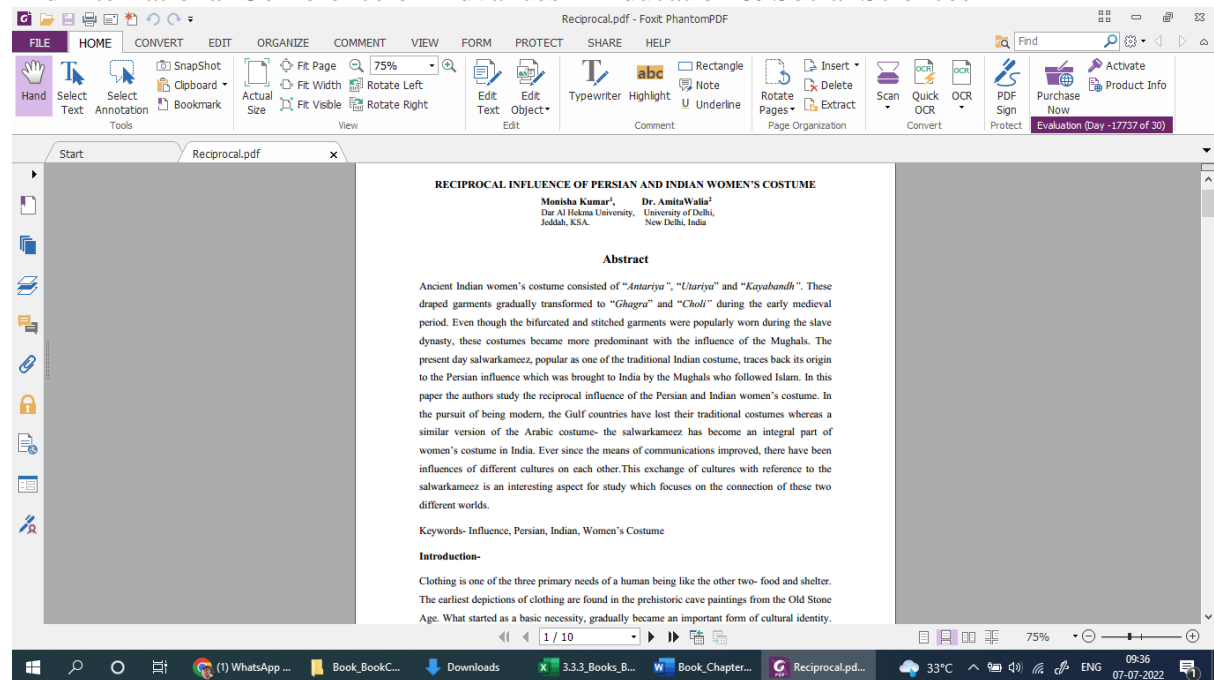 Reciprocal.pdf - Foxit PhantomPDF
FILE HOME CONVERT EDIT ORGANIZE COMMENT VIEW FORM PROTECT SHARE HELP Find
Hand
Select Text
Select Annotation
SnapShot
Clipboard
Bookmark
Tools
Actual Size
Fit Page
Fit Width
Fit Visible
75%
Rotate Left
Rotate Right
View
Edit Text
Edit Object
Edit
Typewriter
abc
Highlight
Rectangle
Note
U Underline
Comment
Rotate Pages
Insert
Delete
Extract
Page Organization
Scan
OCR
Quick OCR
OCR
OCR
Convert
PDF Sign
Protect
Purchase Now
Activate
Product Info
Evaluation (Day -17737 of 30)
Start Reciprocal.pdf x
RECIPROCAL INFLUENCE OF PERSIAN AND INDIAN WOMEN'S COSTUME
Monisha Kumar¹, Dr. AmitaWalia²
Dar Al Hekma University, University of Delhi,
Jeddah, KSA. New Delhi, India
Abstract
Ancient Indian women's costume consisted of "Antariya", "Utariya" and "Kayabandh". These
draped garments gradually transformed to "Ghagra" and "Choli" during the early medieval
period. Even though the bifurcated and stitched garments were popularly worn during the slave
dynasty, these costumes became more predominant with the influence of the Mughals. The
present day salwarkameez, popular as one of the traditional Indian costume, traces back its origin
to the Persian influence which was brought to India by the Mughals who followed Islam. In this
paper the authors study the reciprocal influence of the Persian and Indian women's costume. In
the pursuit of being modern, the Gulf countries have lost their traditional costumes whereas a
similar version of the Arabic costume- the salwarkameez has become an integral part of
women's costume in India. Ever since the means of communications improved, there have been
influences of different cultures on each other.This exchange of cultures with reference to the
salwarkameez is an interesting aspect for study which focuses on the connection of these two
different worlds.
Keywords- Influence, Persian, Indian, Women's Costume
Introduction-
Clothing is one of the three primary needs of a human being like the other two- food and shelter.
The earliest depictions of clothing are found in the prehistoric cave paintings from the Old Stone
Age. What started as a basic necessity, gradually became an important form of cultural identity.
1 / 10
75%
(1) WhatsApp ... Book_BookC... Downloads 3.3.3_Books_B... Book_Chapter... Reciprocal.pd... 33°C ENG 09:36
07-07-2022